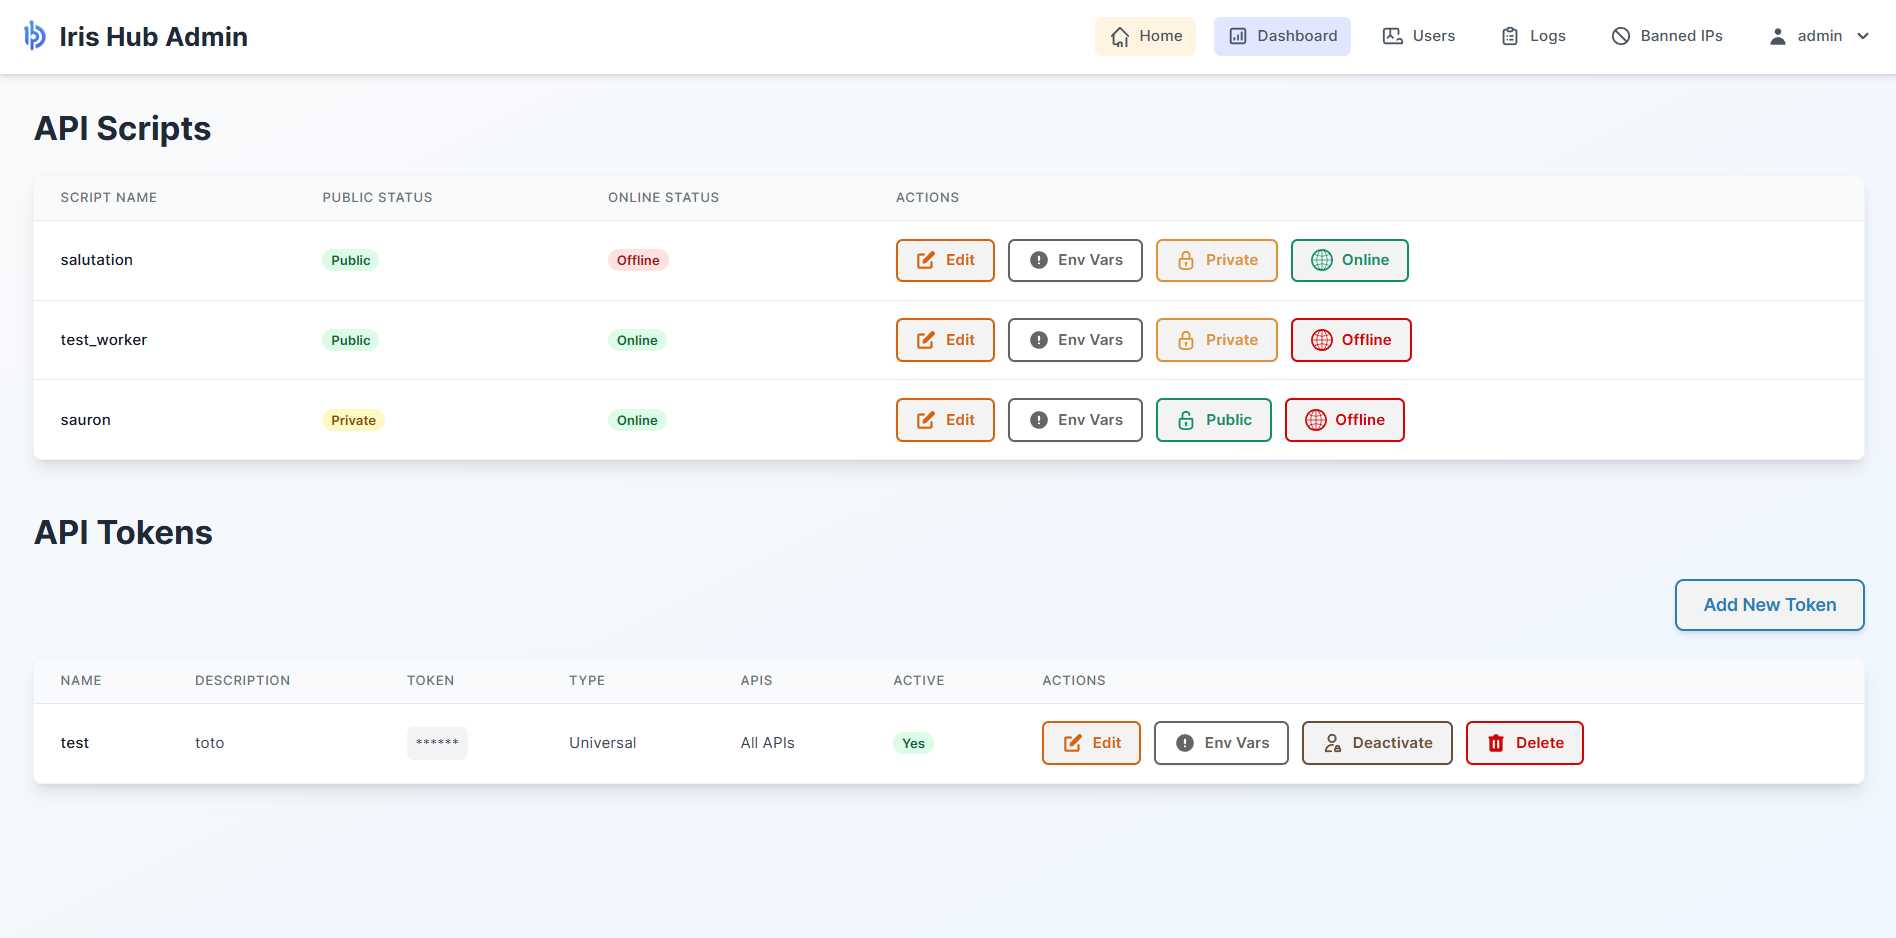 Iris Hub Admin
Home Dashboard Users Logs Banned IPs admin
API Scripts
SCRIPT NAME PUBLIC STATUS ONLINE STATUS ACTIONS
salutation Public Offline Edit Env Vars Private Online
test_worker Public Online Edit Env Vars Private Offline
sauron Private Online Edit Env Vars Public Offline
API Tokens
Add New Token
NAME DESCRIPTION TOKEN TYPE APIS ACTIVE ACTIONS
test toto ****** Universal All APIs Yes Edit Env Vars Deactivate Delete